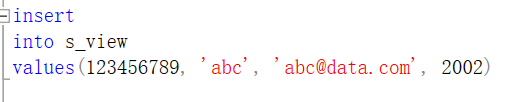 insert
into s_view
values(123456789, 'abc', 'abc@data.com', 2002)